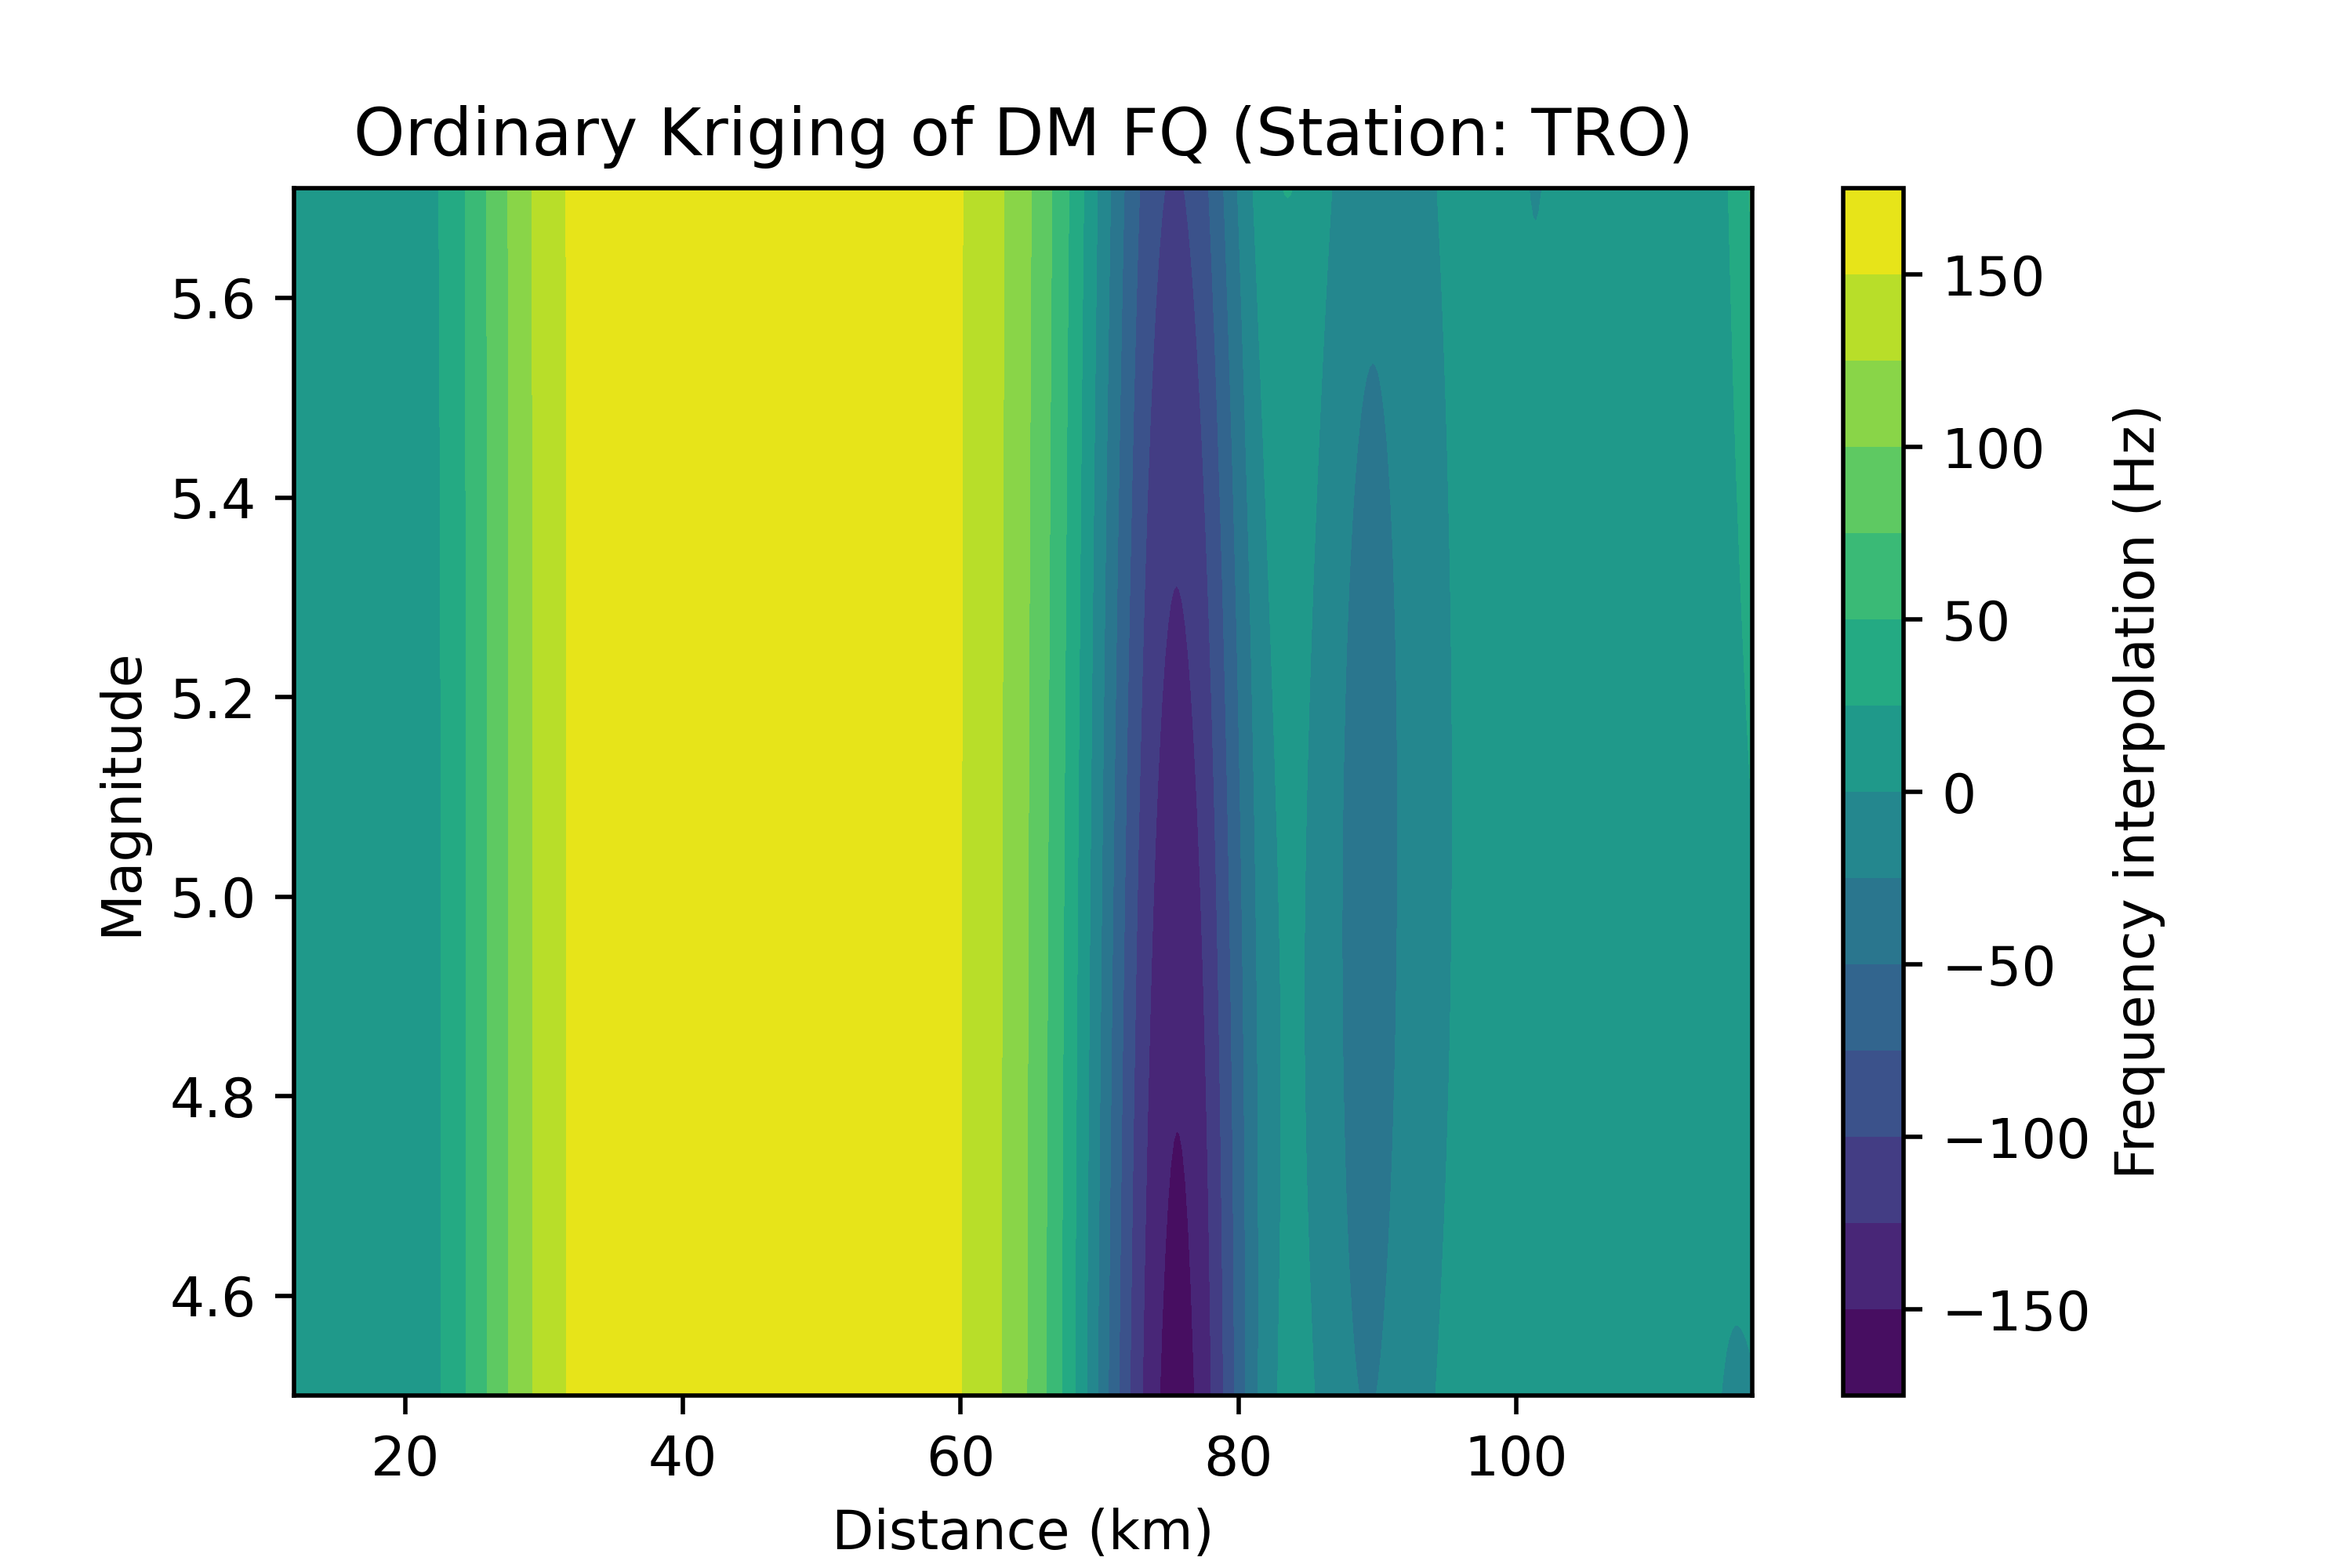 Ordinary Kriging of DM FQ (Station: TRO)
Magnitude
5.6
5.4
5.2
5.0
4.8
4.6
20 40 60 80 100
Distance (km)
150
100
50
0
−50
−100
−150
Frequency interpolation (Hz)